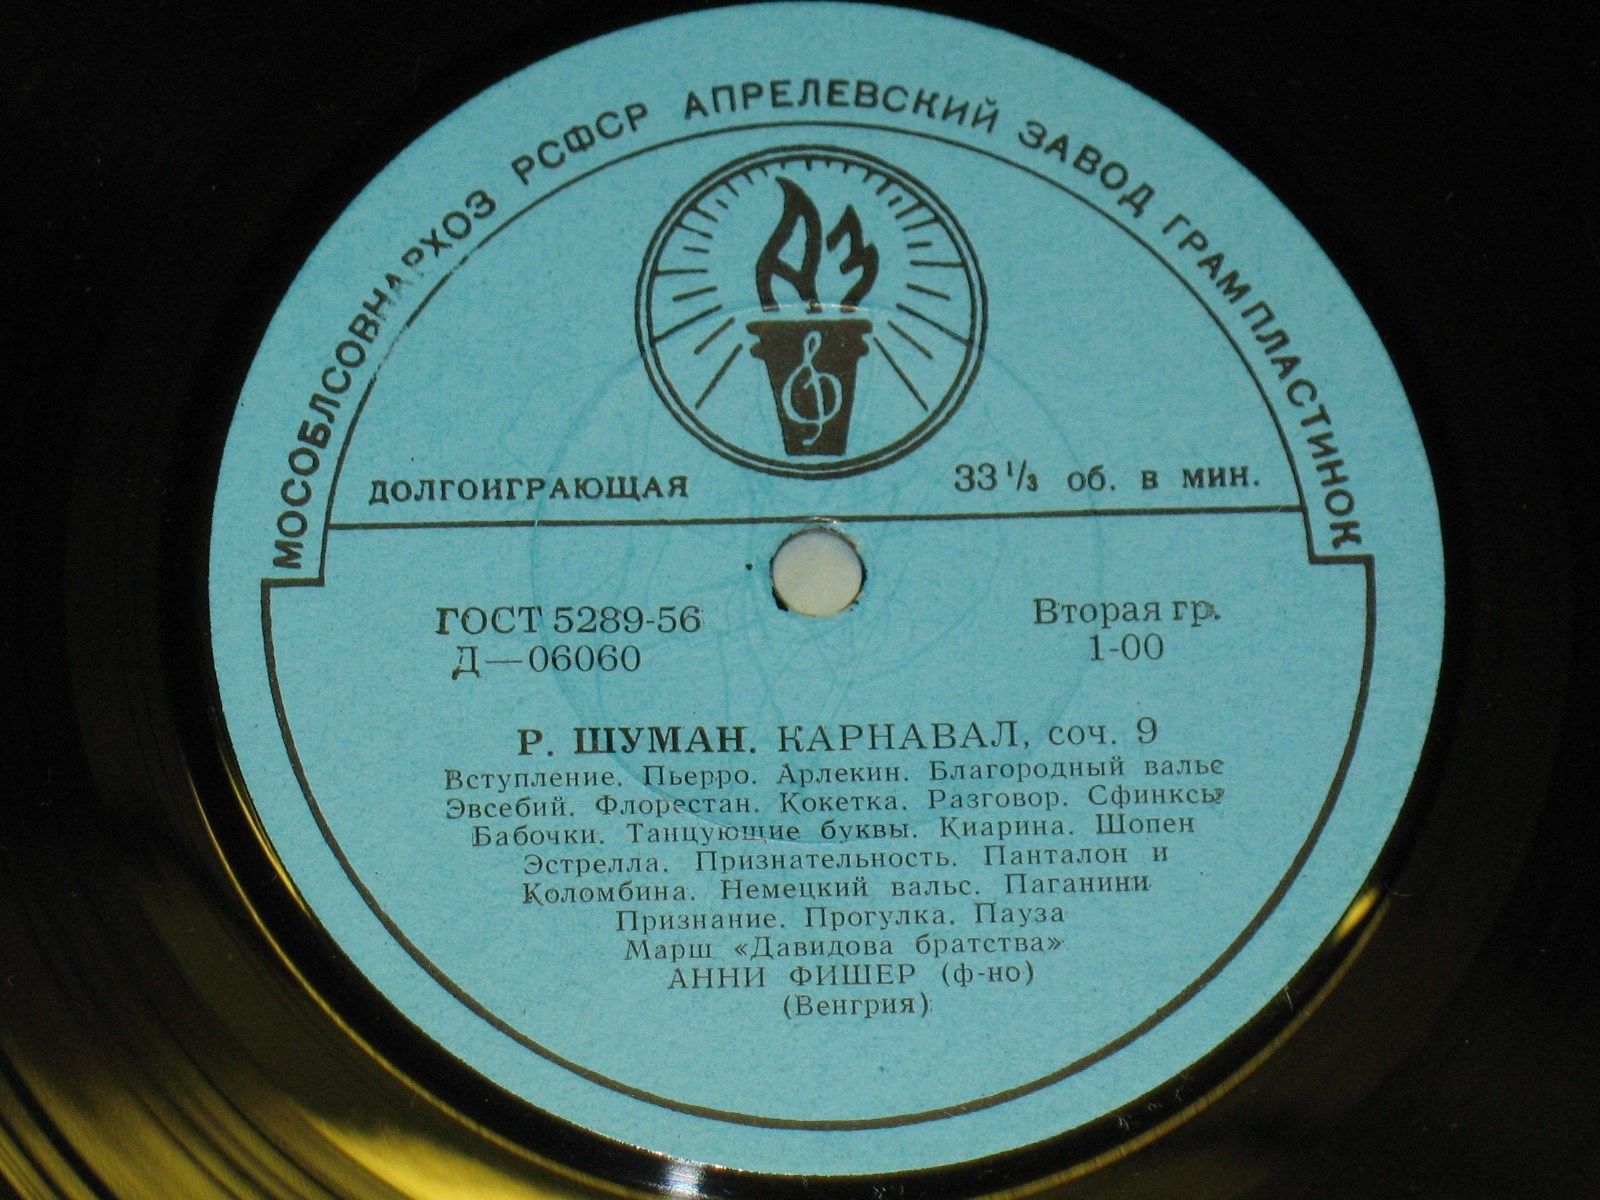 МОСОБЛСОВНАРХОЗ РСФСР АПРЕЛЕВСКИЙ ЗАВОД ГРАМПЛАСТИНОК
АЗ
ДОЛГОИГРАЮЩАЯ 33 1/3 об. в мин.
ГОСТ 5289-56 Вторая гр.
Д—06060 1-00
Р. ШУМАН. КАРНАВАЛ, соч. 9
Вступление. Пьерро. Арлекин. Благородный вальс
Эвсебий. Флорестан. Кокетка. Разговор. Сфинксы
Бабочки. Танцующие буквы. Киарина. Шопен
Эстрелла. Признательность. Панталон и
Коломбина. Немецкий вальс. Паганини
Признание. Прогулка. Пауза
Марш «Давидова братства»
АННИ ФИШЕР (ф-но)
(Венгрия)